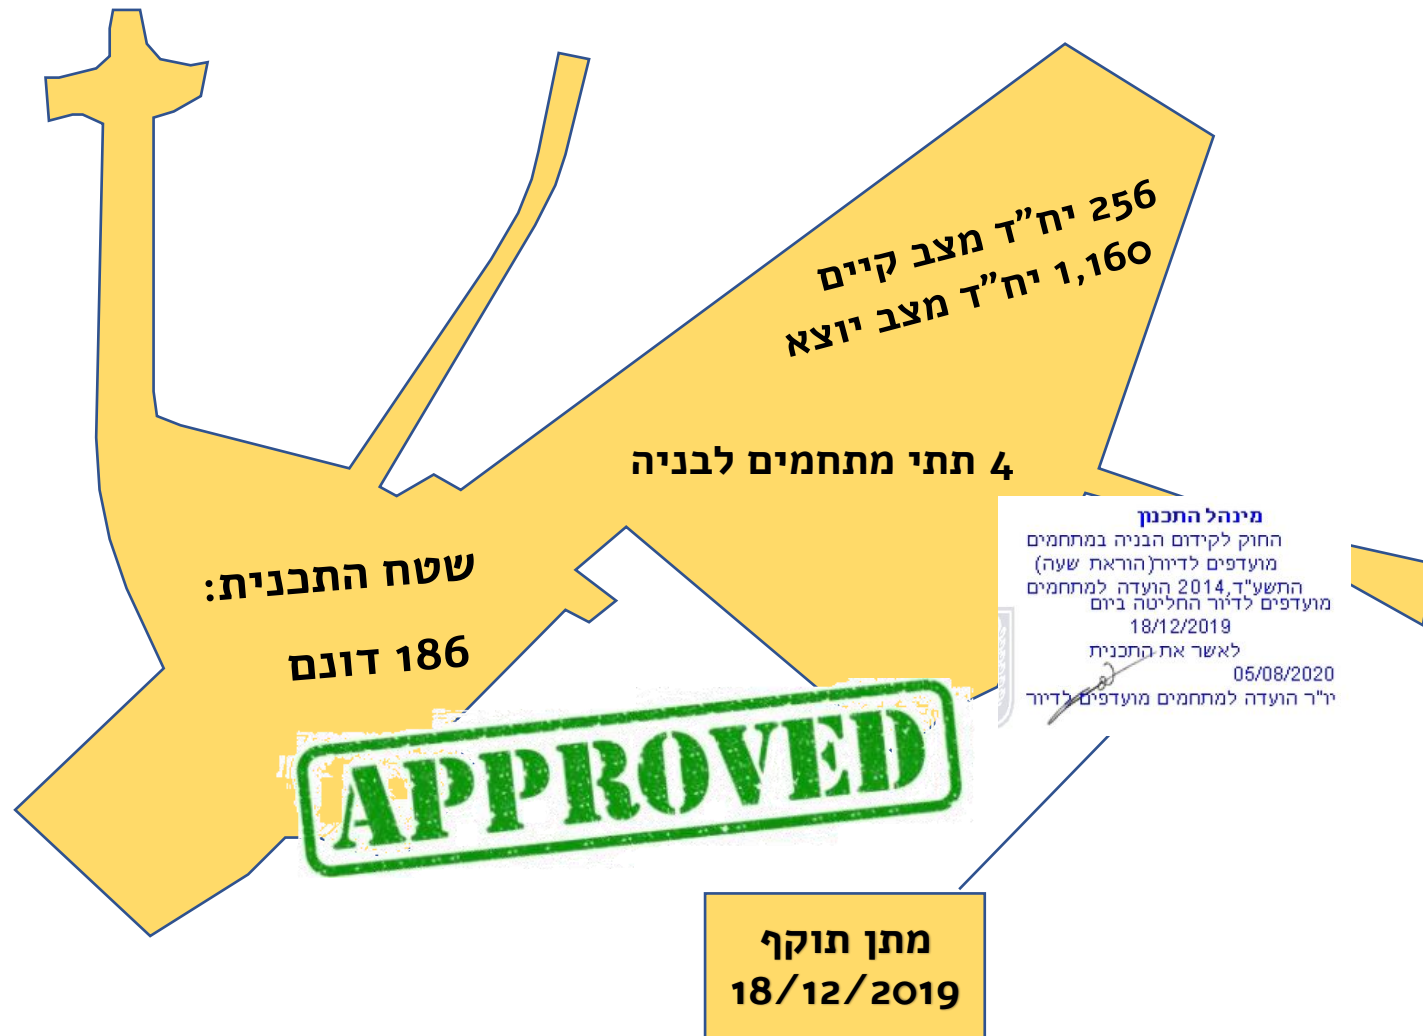 256 יח"ד מצב קיים
1,160 יח"ד מצב יוצא
4 תתי מתחמים לבניה
שטח התכנית:
186 דונם
מינהל התכנון
החוק לקידום הבניה במתחמים
מועדפים לדיור(הוראת שעה)
התשע"ד,2014 הועדה למתחמים
מועדפים לדיור החליטה ביום
18/12/2019
לאשר את התכנית
05/08/2020
יו"ר הועדה למתחמים מועדפים לדיור
APPROVED
מתן תוקף
18/12/2019